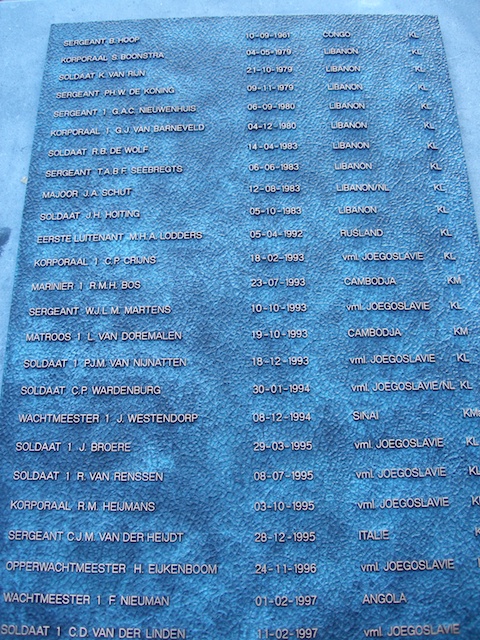 SERGEANT B. HOOP 10-09-1961 CONGO KL
KORPORAAL S. BOONSTRA 04-05-1979 LIBANON KL
SOLDAAT K. VAN RIJN 21-10-1979 LIBANON KL
SERGEANT PH.W. DE KONING 09-11-1979 LIBANON KL
SERGEANT 1 G.A.C. NIEUWENHUIS 06-09-1980 LIBANON KL
KORPORAAL 1 G.J. VAN BARNEVELD 04-12-1980 LIBANON KL
SOLDAAT R.B. DE WOLF 14-04-1983 LIBANON KL
SERGEANT T.A.B.F. SEEBREGTS 06-06-1983 LIBANON KL
MAJOOR J.A. SCHUT 12-08-1983 LIBANON/NL KL
SOLDAAT J.H. HOITING 05-10-1983 LIBANON KL
EERSTE LUITENANT M.H.A. LODDERS 05-04-1992 RUSLAND KL
KORPORAAL 1 C.P. CRIJNS 18-02-1993 vml. JOEGOSLAVIE KL
MARINIER 1 R.M.H. BOS 23-07-1993 CAMBODJA KM
SERGEANT W.J.L.M. MARTENS 10-10-1993 vml. JOEGOSLAVIE KL
MATROOS 1 L. VAN DOREMALEN 19-10-1993 CAMBODJA KM
SOLDAAT 1 P.J.M. VAN NIJNATTEN 18-12-1993 vml. JOEGOSLAVIE KL
SOLDAAT C.P. WARDENBURG 30-01-1994 vml. JOEGOSLAVIE/NL KL
WACHTMEESTER 1 J. WESTENDORP 08-12-1994 SINAI
SOLDAAT 1 J. BROERE 29-03-1995 vml. JOEGOSLAVIE KL
SOLDAAT 1 R. VAN RENSSEN 08-07-1995 vml. JOEGOSLAVIE KL
KORPORAAL R.M. HEIJMANS 03-10-1995 vml. JOEGOSLAVIE
SERGEANT C.J.M. VAN DER HEIJDT 28-12-1995 ITALIE
OPPERWACHTMEESTER H. EIJKENBOOM 24-11-1996 vml. JOEGOSLAVIE
WACHTMEESTER 1 F. NIEUMAN 01-02-1997 ANGOLA
SOLDAAT 1 C.D. VAN DER LINDEN 11-02-1997 vml. JOEGOSLAVIE